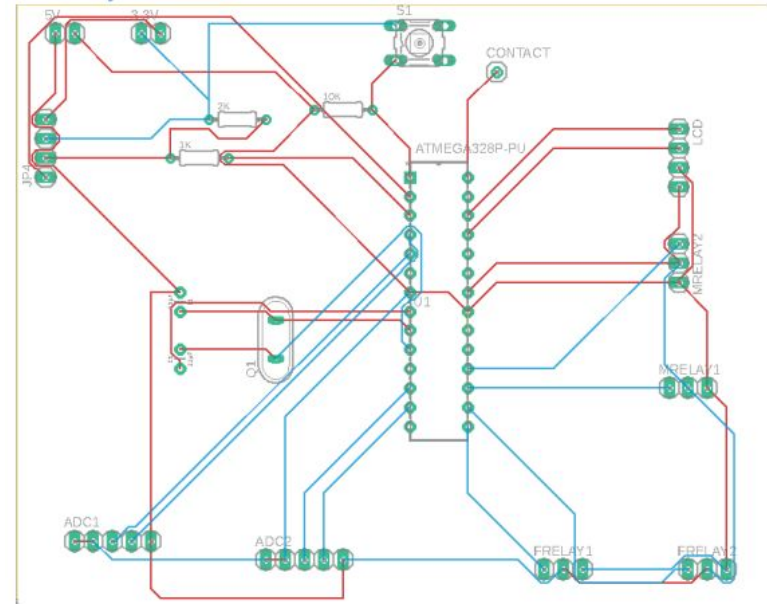 5V
3.3V
S1
CONTACT
10K
2K
1K
ATMEGA328P-PU
LCD
JP4
MRELAY2
U1
Q1
MRELAY1
ADC1
ADC2
FRELAY1
FRELAY2